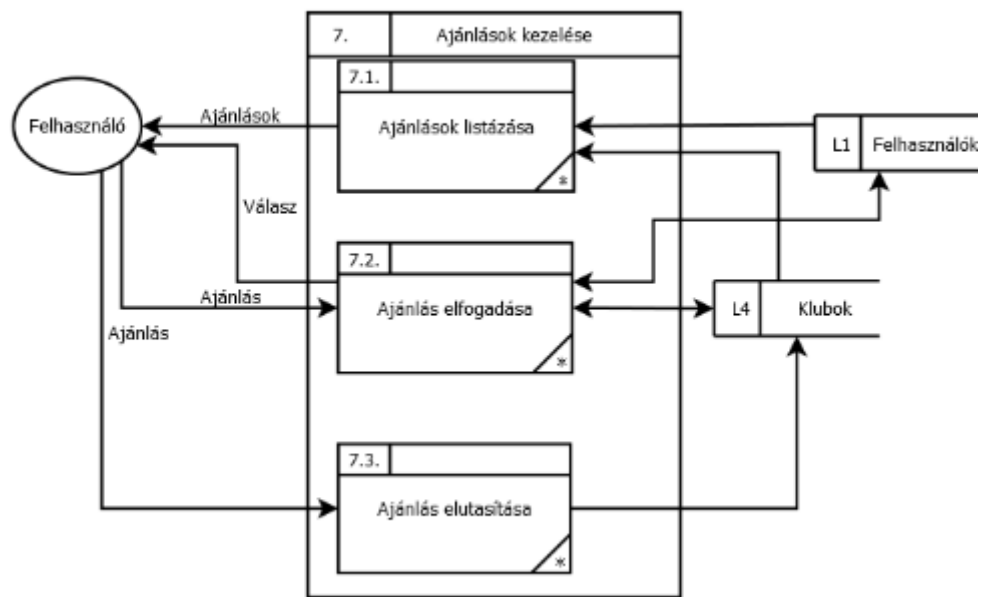 7. Ajánlások kezelése
7.1.
Ajánlások listázása
*
Felhasználó
Ajánlások
L1 Felhasználók
Válasz
7.2.
Ajánlás elfogadása
*
Ajánlás
L4 Klubok
Ajánlás
7.3.
Ajánlás elutasítása
*